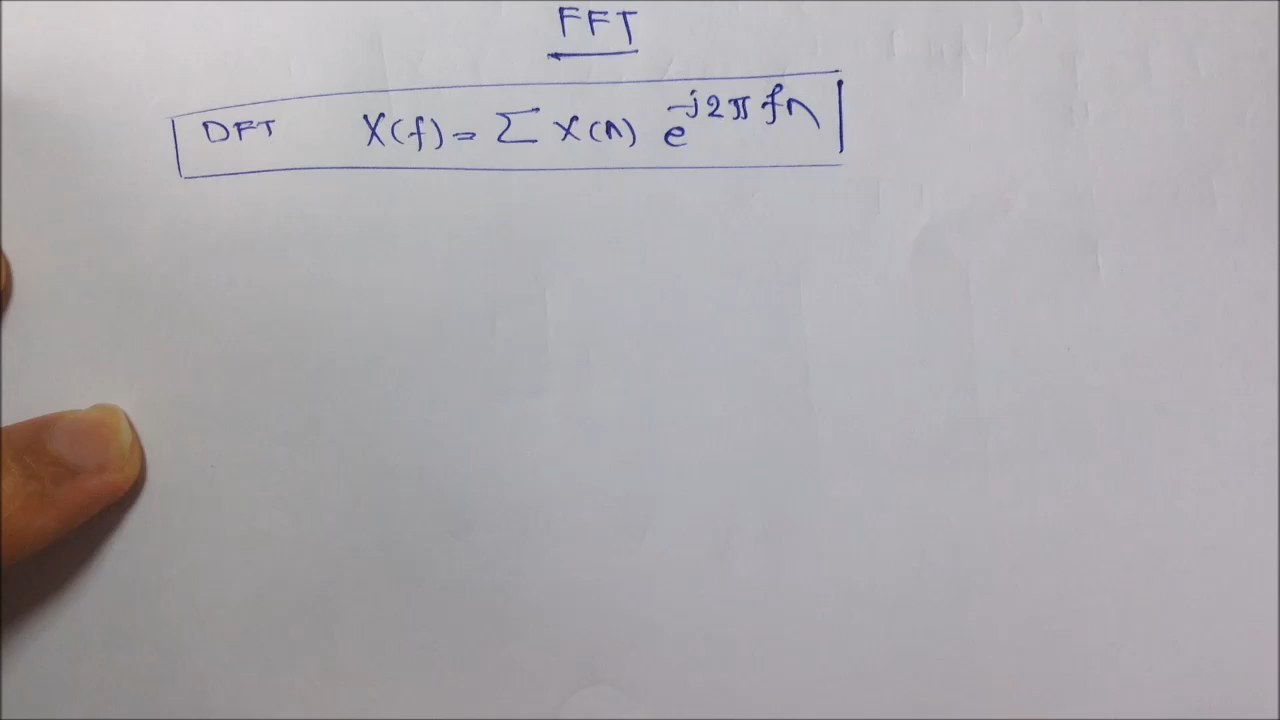 FFT
DFT X(f) = Σ x(n) e^{-j2πfn}